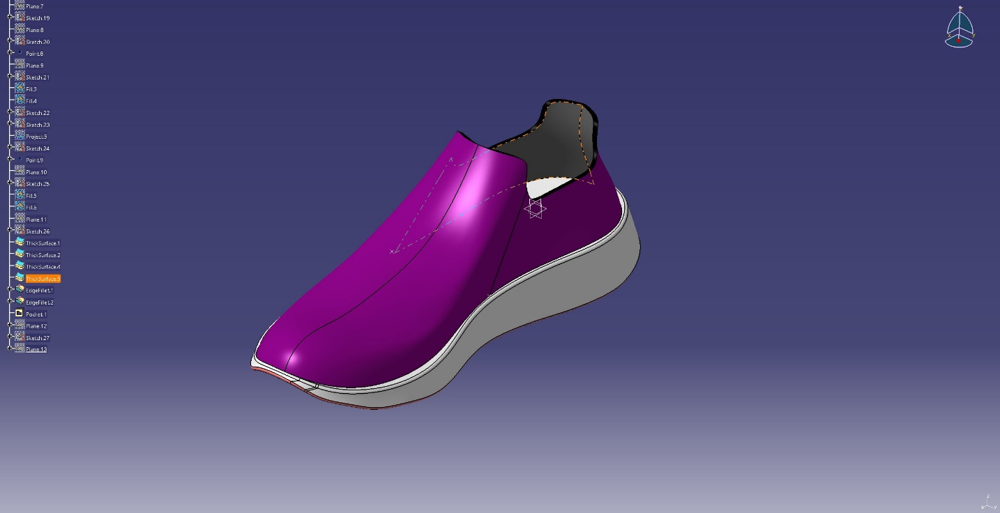 Plane.7
Sketch.19
Plane.8
Sketch.20
Point.8
Plane.9
Sketch.21
Fill.3
Fill.4
Sketch.22
Sketch.23
Project.5
Sketch.24
Point.9
Plane.10
Sketch.25
Fill.5
Fill.6
Plane.11
Sketch.26
ThickSurface.1
ThickSurface.2
ThickSurface.4
ThickSurface.5
EdgeFillet.1
EdgeFillet.2
Pocket.1
Plane.12
Sketch.27
Plane.13